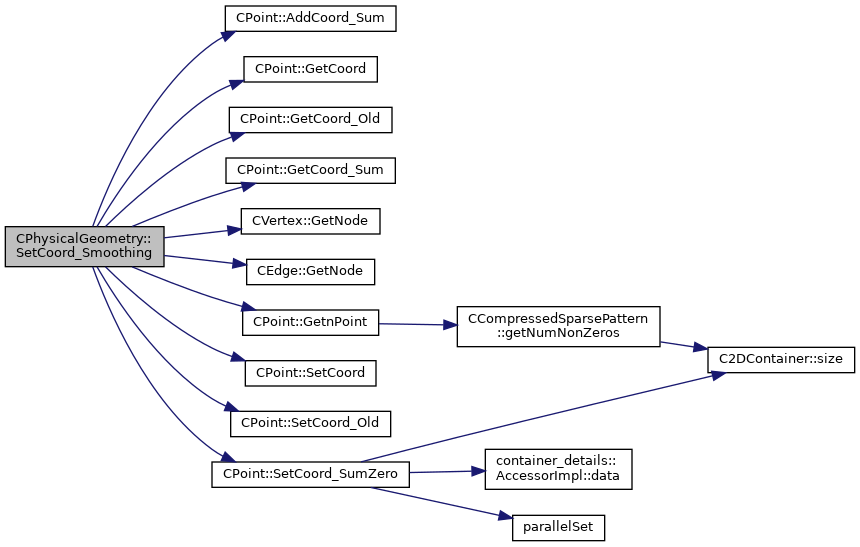 CPhysicalGeometry::
SetCoord_Smoothing
CPoint::AddCoord_Sum
CPoint::GetCoord
CPoint::GetCoord_Old
CPoint::GetCoord_Sum
CVertex::GetNode
CEdge::GetNode
CPoint::GetnPoint
CPoint::SetCoord
CPoint::SetCoord_Old
CPoint::SetCoord_SumZero
CCompressedSparsePattern
::getNumNonZeros
C2DContainer::size
container_details::
AccessorImpl::data
parallelSet